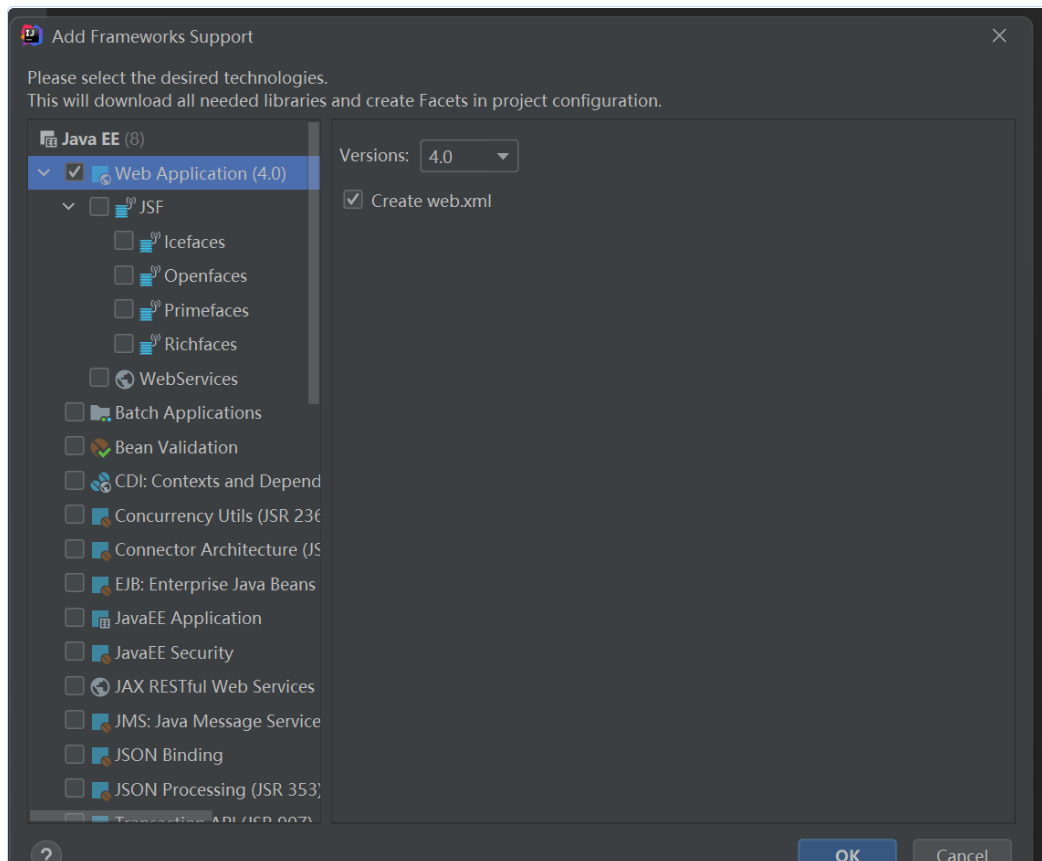 Add Frameworks Support
Please select the desired technologies.
This will download all needed libraries and create Facets in project configuration.
Java EE (8)
Web Application (4.0)
JSF
Icefaces
Openfaces
Primefaces
Richfaces
WebServices
Batch Applications
Bean Validation
CDI: Contexts and Depend
Concurrency Utils (JSR 236
Connector Architecture (JS
EJB: Enterprise Java Beans
JavaEE Application
JavaEE Security
JAX RESTful Web Services
JMS: Java Message Service
JSON Binding
JSON Processing (JSR 353)
Transaction API (JSR 907)
Versions: 4.0
Create web.xml
?
OK
Cancel